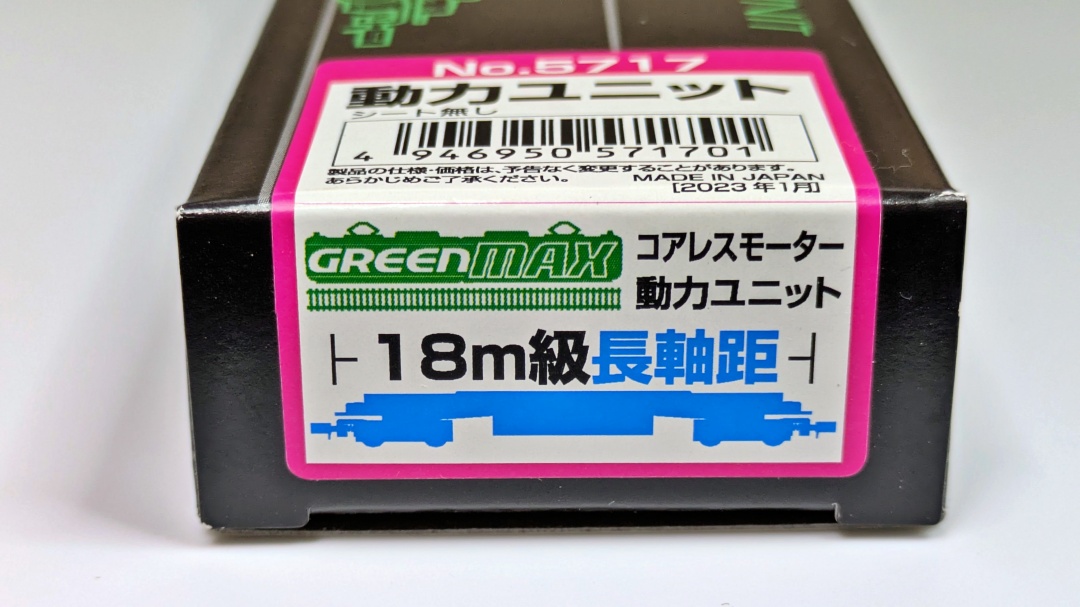 NIT
No.5717
動力ユニット
シート無し
4 946950 571701
製品の仕様・価格は、予告なく変更することがあります。
あらかじめご了承ください。
MADE IN JAPAN
[2023年1月]
GREENMAX
コアレスモーター
動力ユニット
18m級長軸距